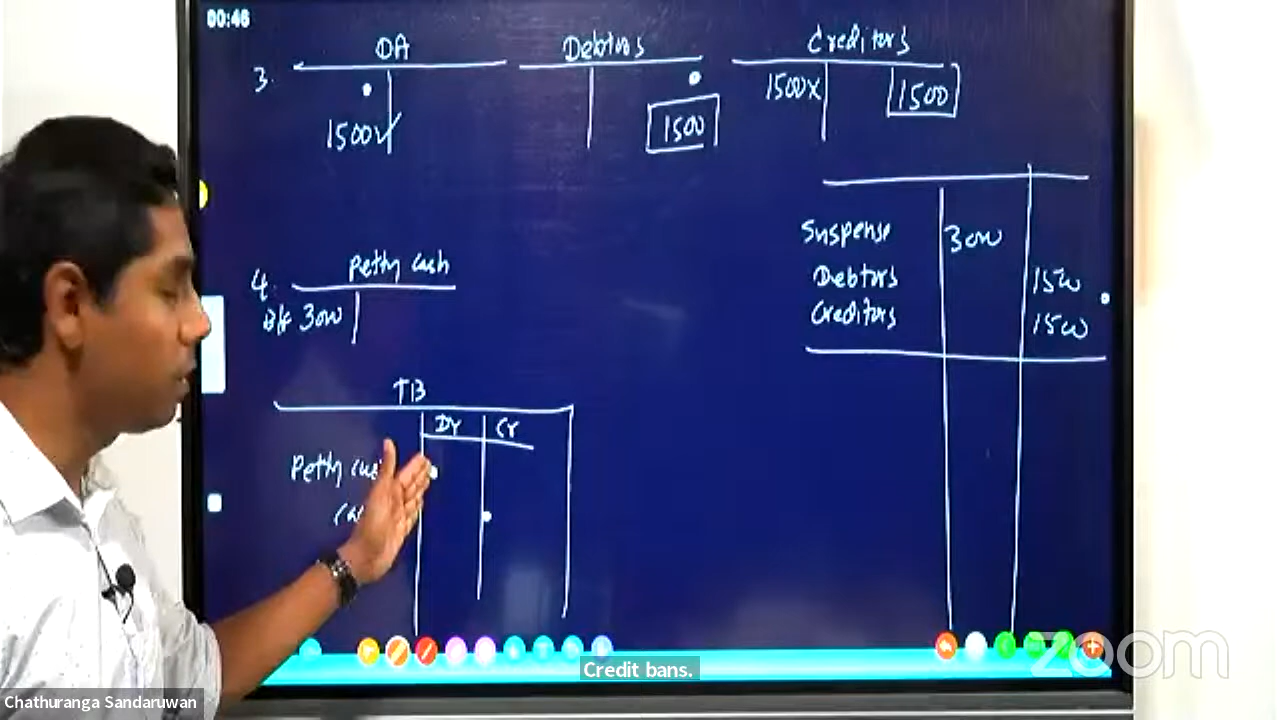 00:46
3.
DA
Debtors
Creditors
1500✓
1500
1500X
1500
Suspense 3000
Debtors 1500
Creditors 1500
4.
Petty cash
B/F 3000
TB
Dr Cr
Petty
zoom
Credit bans.
Chathuranga Sandaruwan